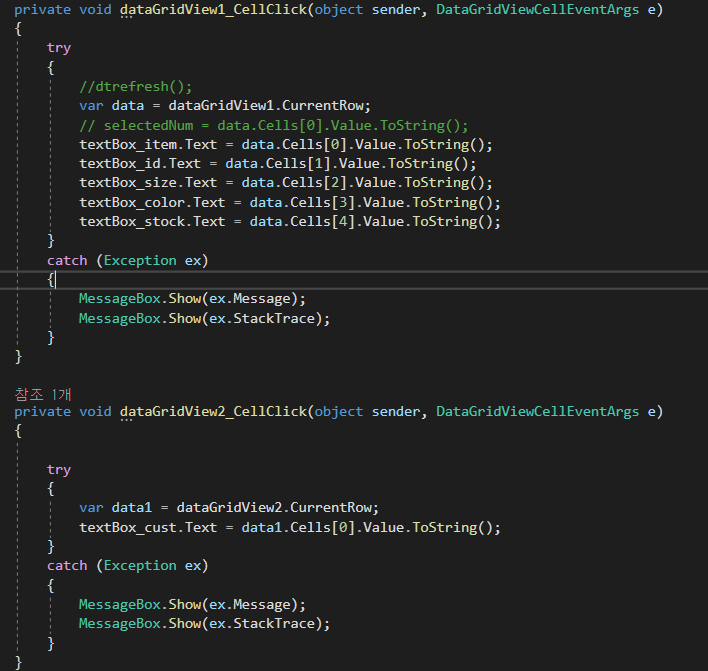 private void dataGridView1_CellClick(object sender, DataGridViewCellEventArgs e)
{
try
{
//dtrefresh();
var data = dataGridView1.CurrentRow;
// selectedNum = data.Cells[0].Value.ToString();
textBox_item.Text = data.Cells[0].Value.ToString();
textBox_id.Text = data.Cells[1].Value.ToString();
textBox_size.Text = data.Cells[2].Value.ToString();
textBox_color.Text = data.Cells[3].Value.ToString();
textBox_stock.Text = data.Cells[4].Value.ToString();
}
catch (Exception ex)
{
MessageBox.Show(ex.Message);
MessageBox.Show(ex.StackTrace);
}
}
참조 1개
private void dataGridView2_CellClick(object sender, DataGridViewCellEventArgs e)
{
try
{
var data1 = dataGridView2.CurrentRow;
textBox_cust.Text = data1.Cells[0].Value.ToString();
}
catch (Exception ex)
{
MessageBox.Show(ex.Message);
MessageBox.Show(ex.StackTrace);
}
}